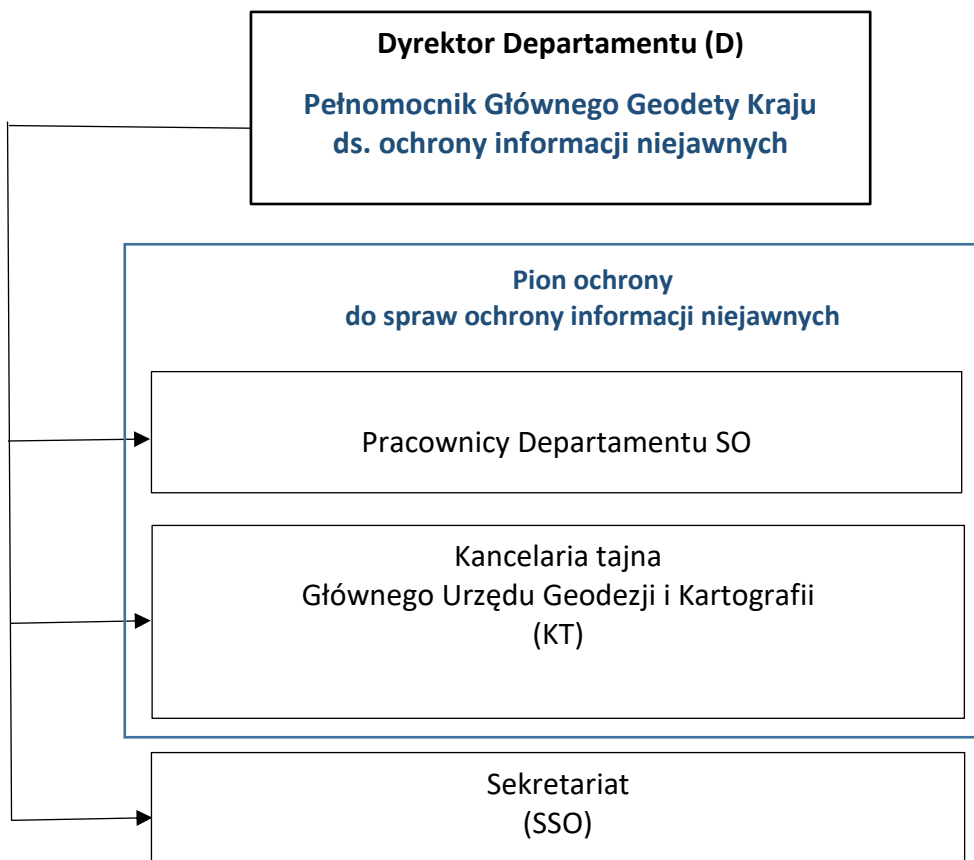 Dyrektor Departamentu (D)
Pełnomocnik Głównego Geodety Kraju
ds. ochrony informacji niejawnych
Pion ochrony
do spraw ochrony informacji niejawnych
Pracownicy Departamentu SO
Kancelaria tajna
Głównego Urzędu Geodezji i Kartografii
(KT)
Sekretariat
(SSO)